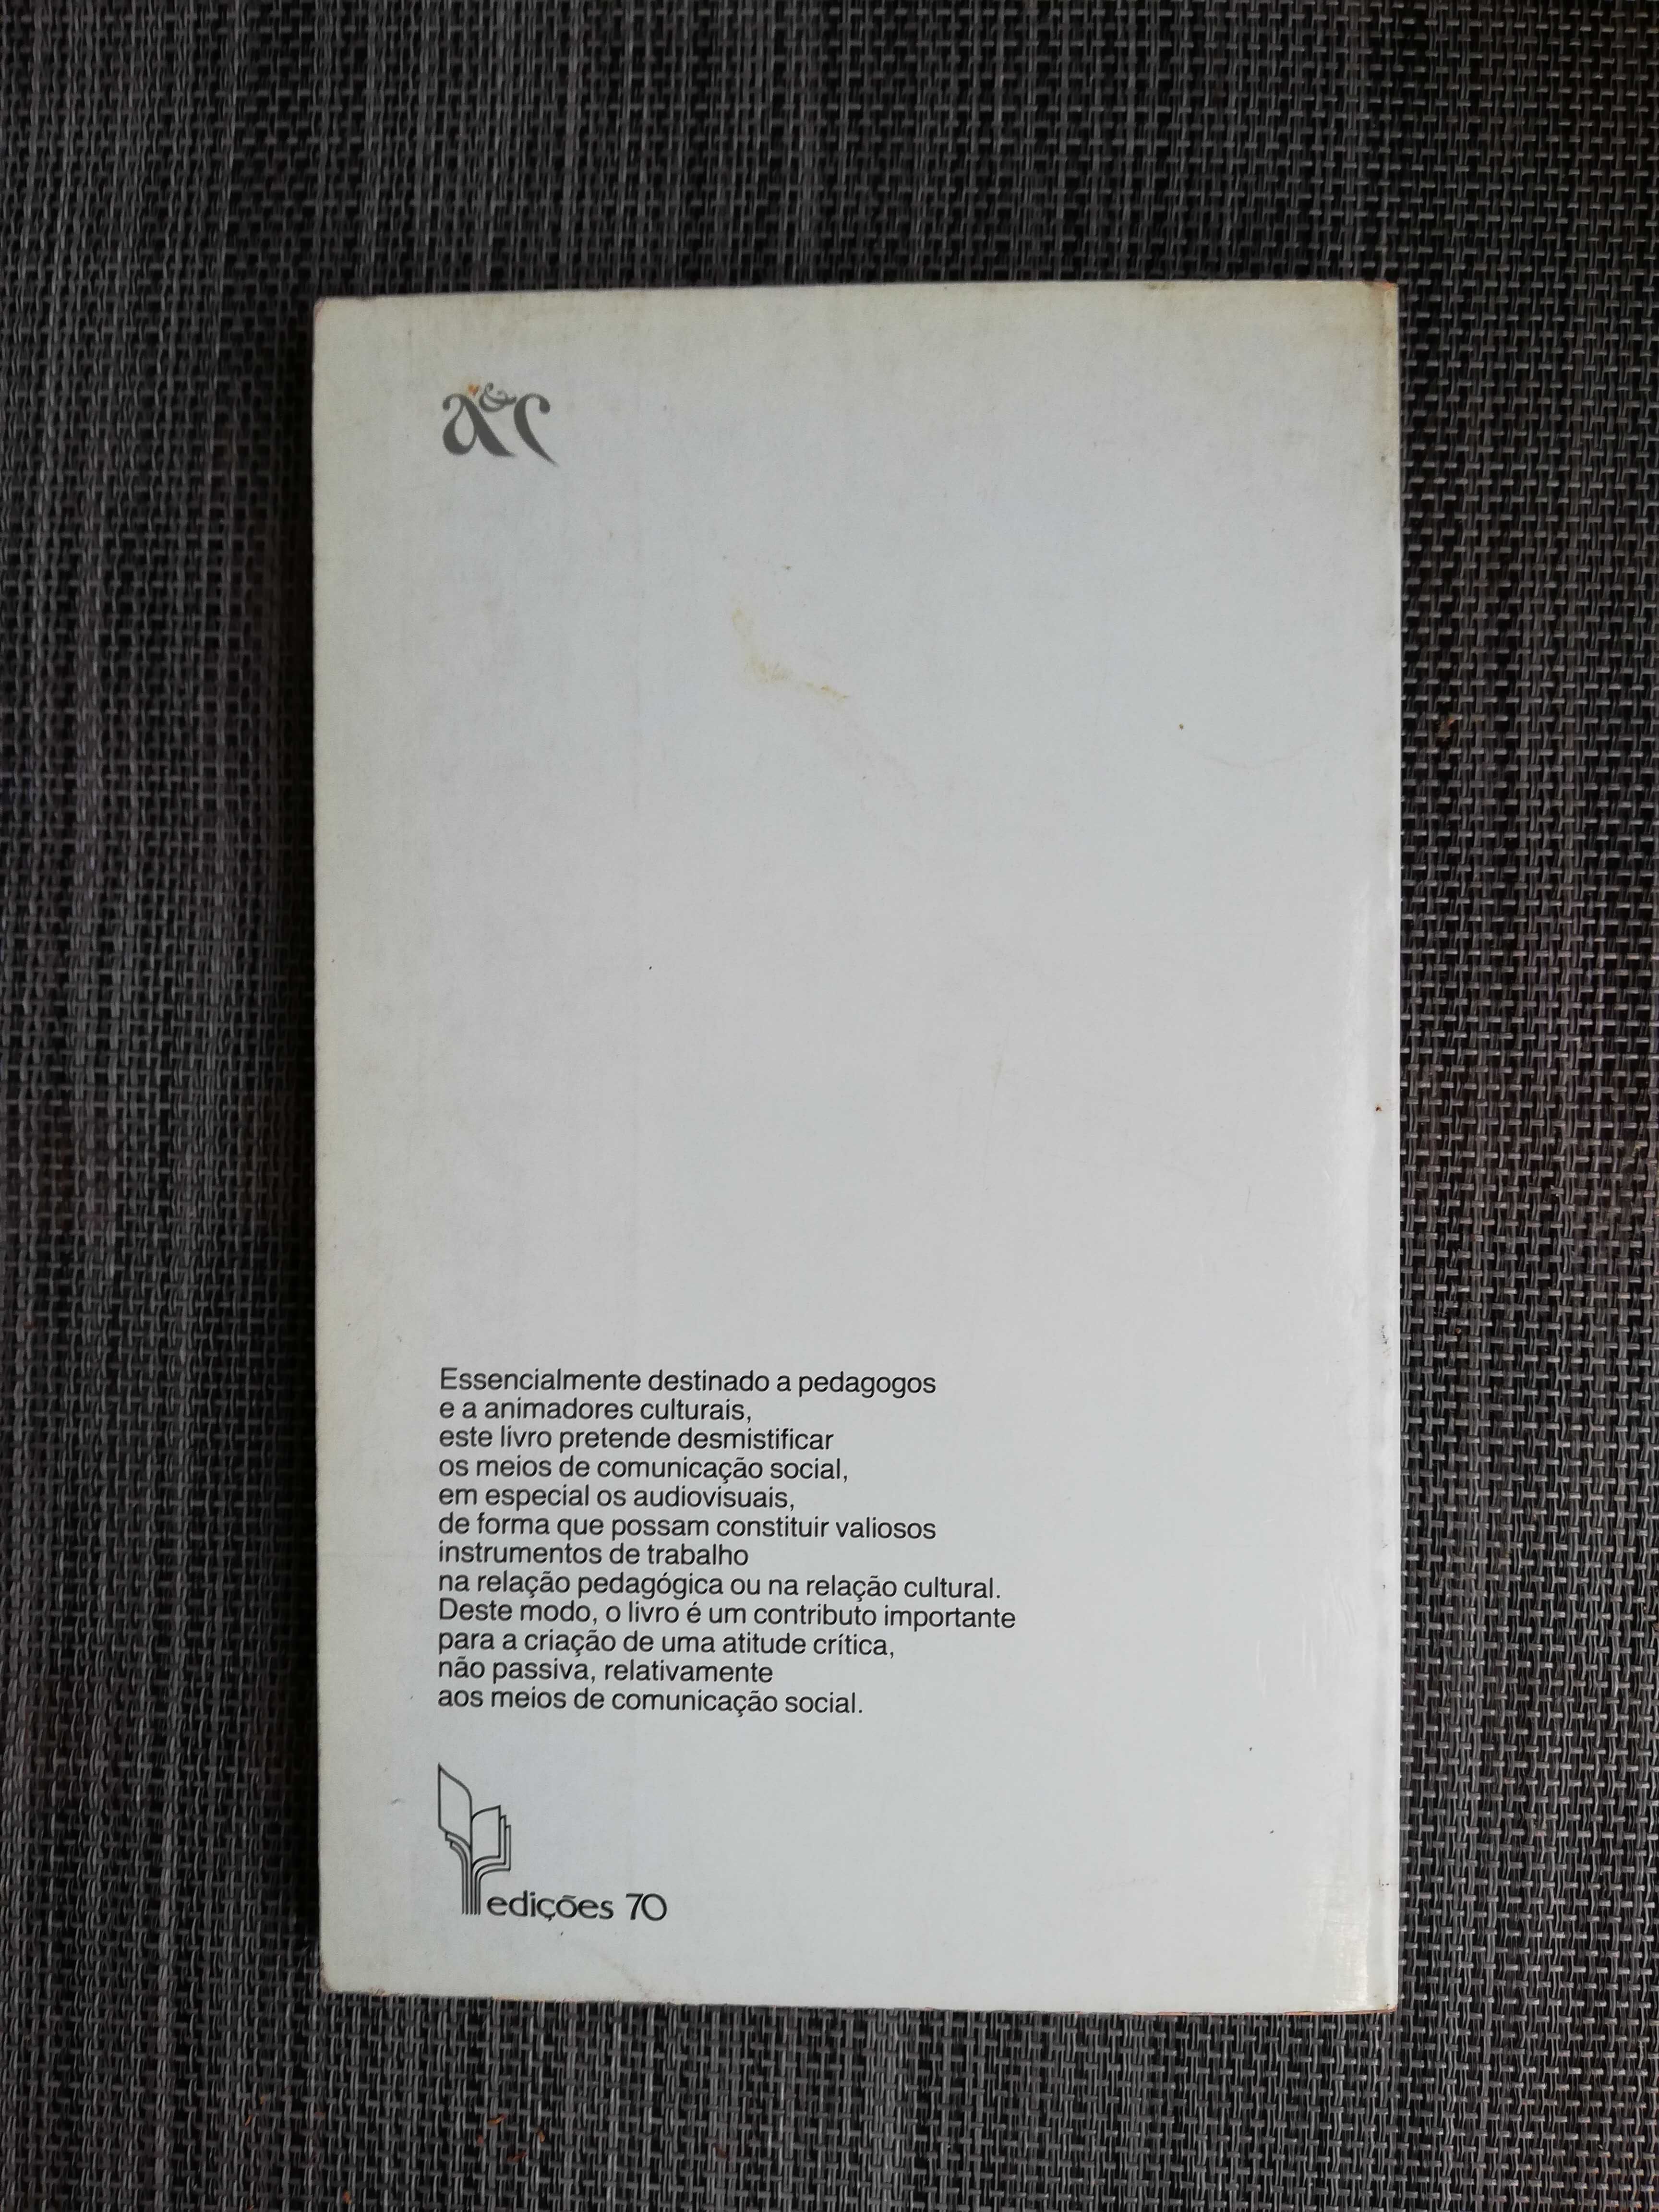 a&c
Essencialmente destinado a pedagogos
e a animadores culturais,
este livro pretende desmistificar
os meios de comunicação social,
em especial os audiovisuais,
de forma que possam constituir valiosos
instrumentos de trabalho
na relação pedagógica ou na relação cultural.
Deste modo, o livro é um contributo importante
para a criação de uma atitude crítica,
não passiva, relativamente
aos meios de comunicação social.
edições 70